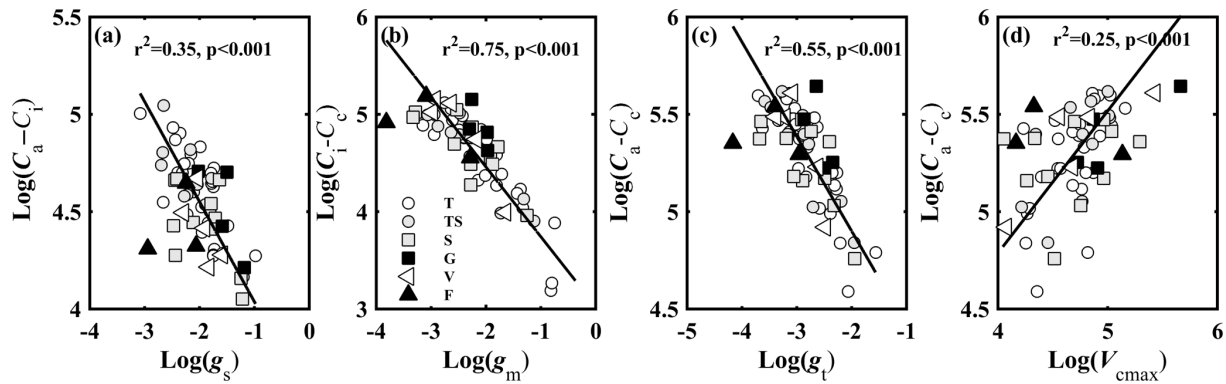 (a)
r²=0.35, p<0.001
5.5
5
4.5
4
-4
-3
-2
-1
0
Log(Cₐ−Cᵢ)
Log(gₛ)
(b)
r²=0.75, p<0.001
6
5
4
3
-4
-3
-2
-1
0
Log(Cᵢ-C_c)
Log(gₘ)
T
TS
S
G
V
F
(c)
r²=0.55, p<0.001
6
5.5
5
4.5
-5
-4
-3
-2
-1
Log(Cₐ-C_c)
Log(gₜ)
(d)
r²=0.25, p<0.001
6
5.5
5
4.5
4
5
6
Log(Cₐ-C_c)
Log(V_cmax)